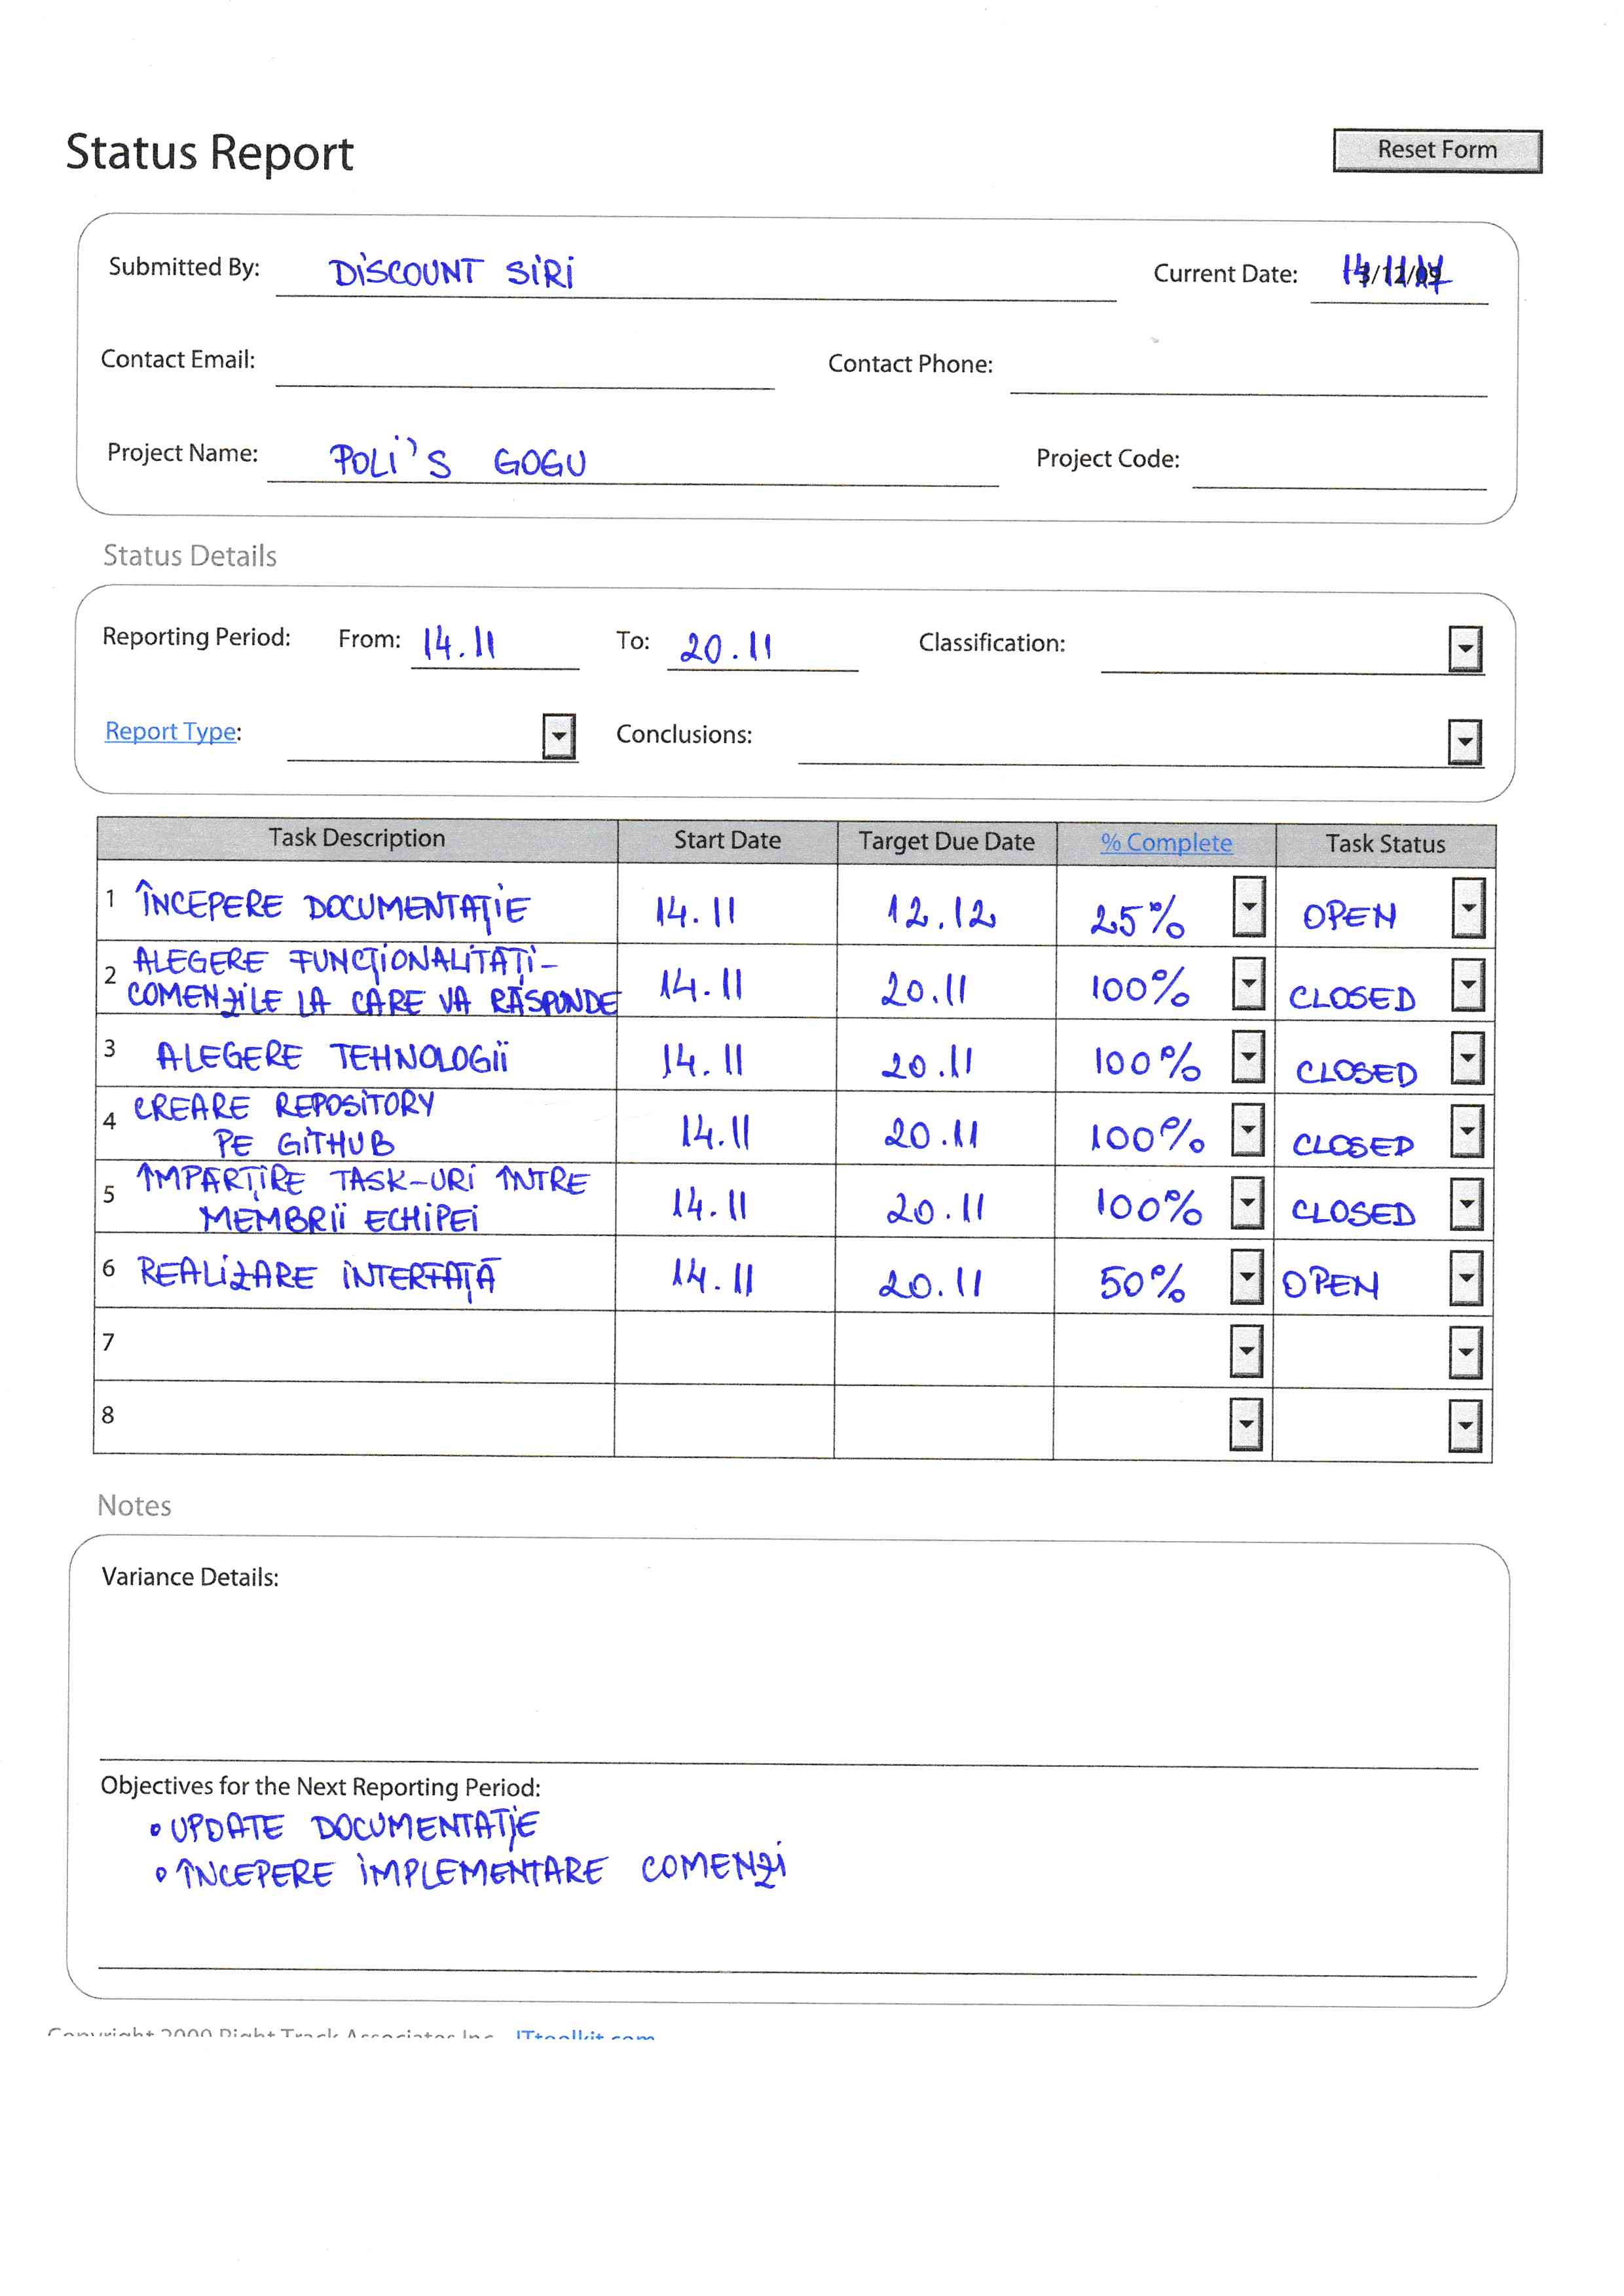 Status Report
Reset Form
Submitted By: DISCOUNT SIRI Current Date:
Contact Email: Contact Phone:
Project Name: POLI'S GOGU Project Code:
Status Details
Reporting Period: From: 14.11 To: 20.11 Classification:
Report Type: Conclusions:
Task Description Start Date Target Due Date % Complete Task Status
1 ÎNCEPERE DOCUMENTAȚIE 14.11 12.12 25% OPEN
2 ALEGERE FUNCȚIONALITĂȚI-
COMENZILE LA CARE VA RĂSPUNDE 14.11 20.11 100% CLOSED
3 ALEGERE TEHNOLOGII 14.11 20.11 100% CLOSED
4 CREARE REPOSITORY
PE GITHUB 14.11 20.11 100% CLOSED
5 ÎMPĂRȚIRE TASK-URI ÎNTRE
MEMBRII ECHIPEI 14.11 20.11 100% CLOSED
6 REALIZARE INTERFAȚĂ 14.11 20.11 50% OPEN
7
8
Notes
Variance Details:
Objectives for the Next Reporting Period:
• UPDATE DOCUMENTAȚIE
• ÎNCEPERE IMPLEMENTARE COMENZI
Copyright 2009 Right Track Associates Inc. ITtoolkit.com